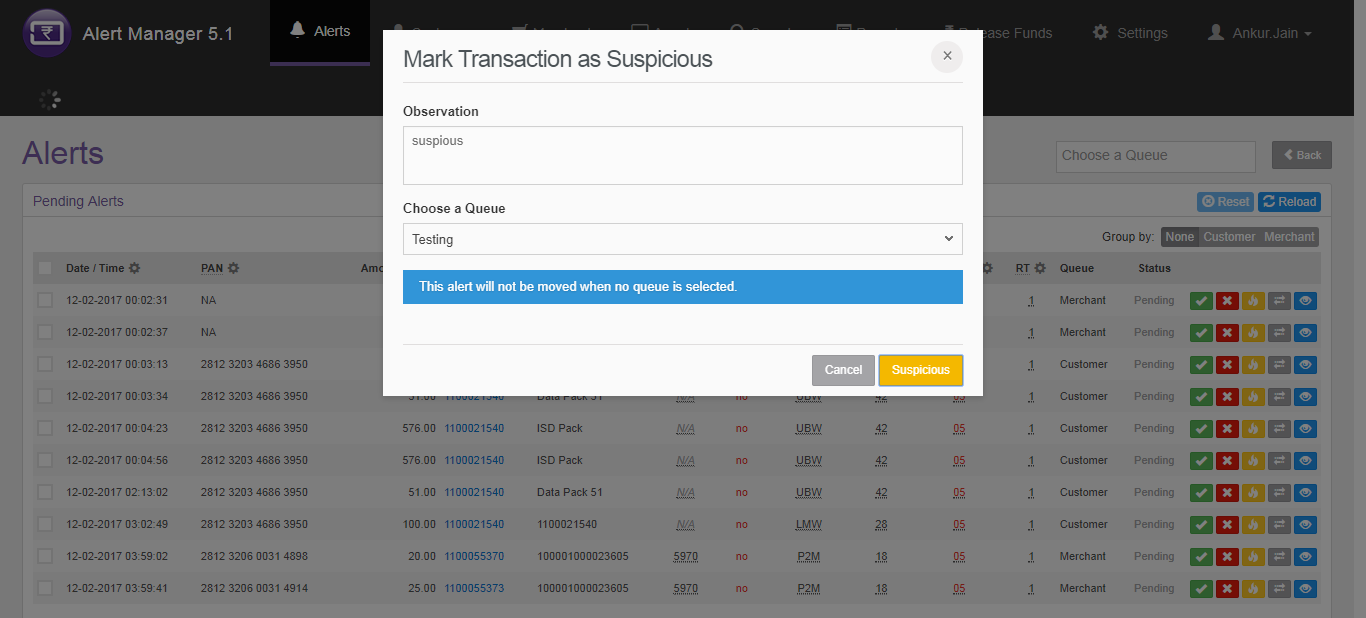 Alert Manager 5.1
Alerts
Release Funds
Settings
Ankur.Jain
Mark Transaction as Suspicious
×
Observation
suspious
Choose a Queue
Testing
This alert will not be moved when no queue is selected.
Cancel Suspicious
Alerts
Choose a Queue
Back
Pending Alerts
Reset Reload
Group by: None Customer Merchant
Date / Time PAN RT Queue Status
12-02-2017 00:02:31 NA 1 Merchant Pending
12-02-2017 00:02:37 NA 1 Merchant Pending
12-02-2017 00:03:13 2812 3203 4686 3950 1 Customer Pending
12-02-2017 00:03:34 2812 3203 4686 3950 51.00 1100021540 Data Pack 51 N/A no UBW 42 05 1 Customer Pending
12-02-2017 00:04:23 2812 3203 4686 3950 576.00 1100021540 ISD Pack N/A no UBW 42 05 1 Customer Pending
12-02-2017 00:04:56 2812 3203 4686 3950 576.00 1100021540 ISD Pack N/A no UBW 42 05 1 Customer Pending
12-02-2017 02:13:02 2812 3203 4686 3950 51.00 1100021540 Data Pack 51 N/A no UBW 42 05 1 Customer Pending
12-02-2017 03:02:49 2812 3203 4686 3950 100.00 1100021540 1100021540 N/A no LMW 28 05 1 Customer Pending
12-02-2017 03:59:02 2812 3206 0031 4898 20.00 1100055370 100001000023605 5970 no P2M 18 05 1 Merchant Pending
12-02-2017 03:59:41 2812 3206 0031 4914 25.00 1100055373 100001000023605 5970 no P2M 18 05 1 Merchant Pending